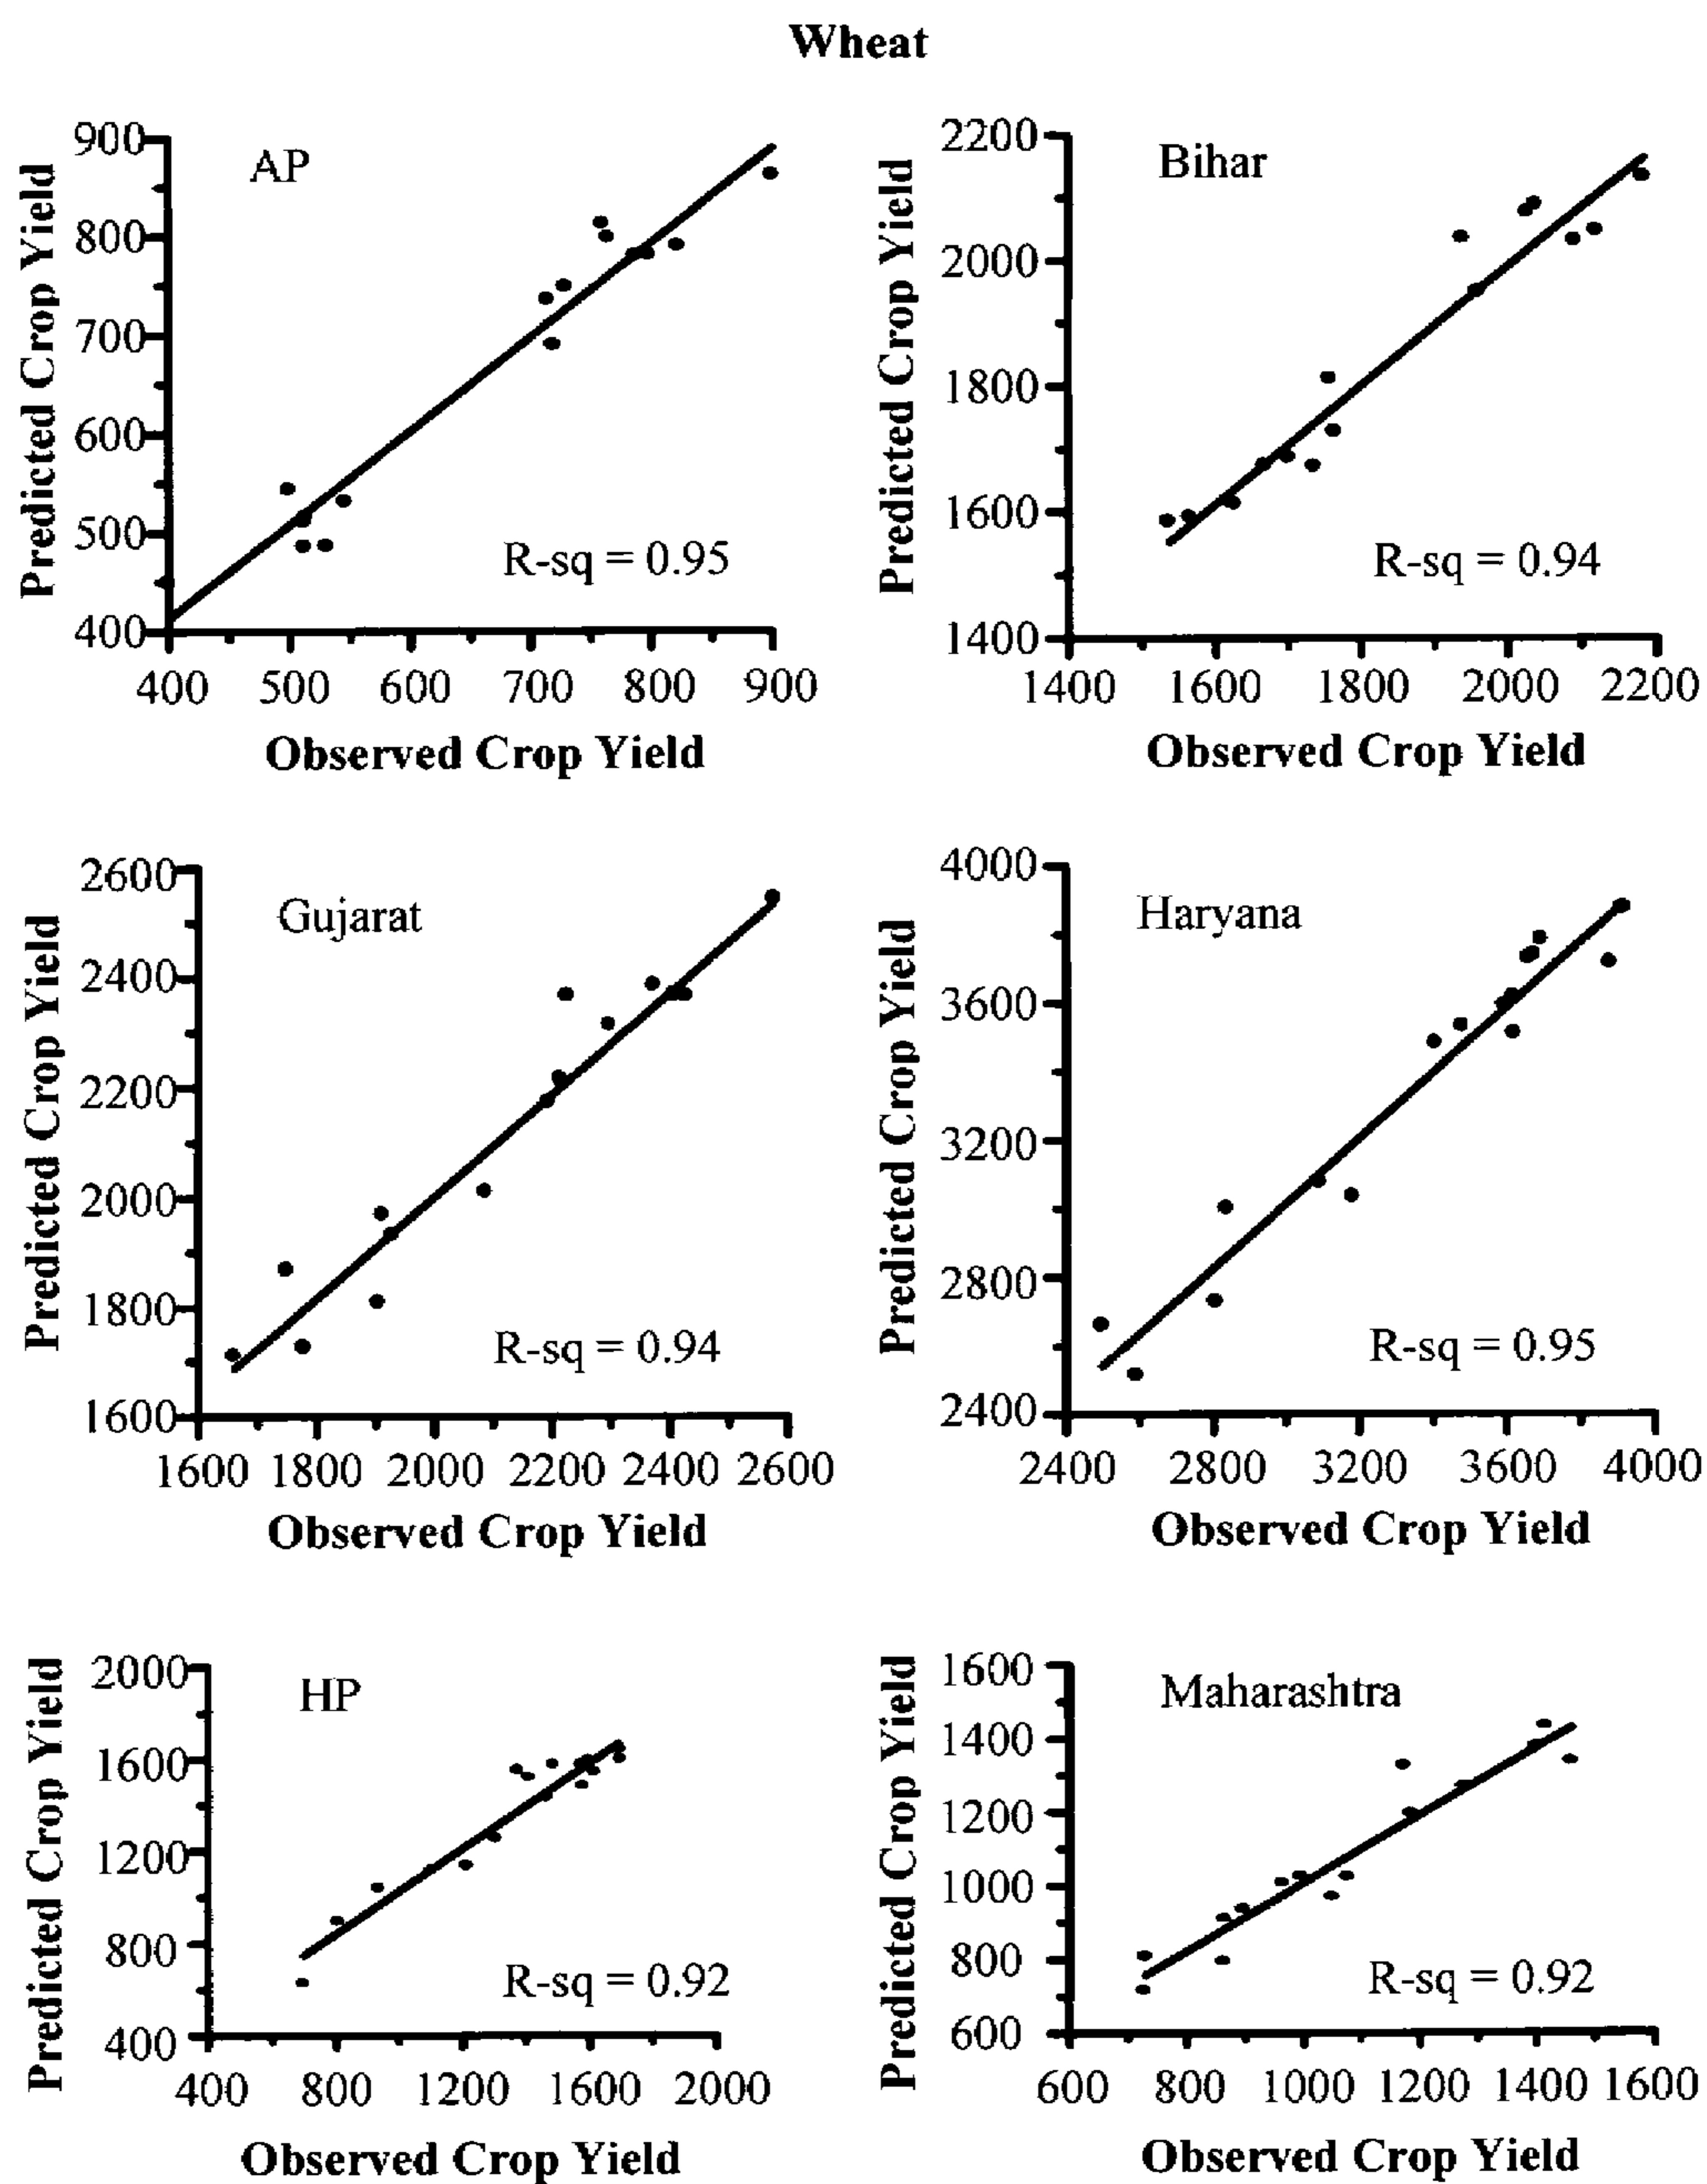 Wheat
Predicted Crop Yield
900
800
700
600
500
400
AP
R-sq = 0.95
400 500 600 700 800 900
Observed Crop Yield
Predicted Crop Yield
2200
2000
1800
1600
1400
Bihar
R-sq = 0.94
1400 1600 1800 2000 2200
Observed Crop Yield
Predicted Crop Yield
2600
2400
2200
2000
1800
1600
Gujarat
R-sq = 0.94
1600 1800 2000 2200 2400 2600
Observed Crop Yield
Predicted Crop Yield
4000
3600
3200
2800
2400
Haryana
R-sq = 0.95
2400 2800 3200 3600 4000
Observed Crop Yield
Predicted Crop Yield
2000
1600
1200
800
400
HP
R-sq = 0.92
400 800 1200 1600 2000
Observed Crop Yield
Predicted Crop Yield
1600
1400
1200
1000
800
600
Maharashtra
R-sq = 0.92
600 800 1000 1200 1400 1600
Observed Crop Yield